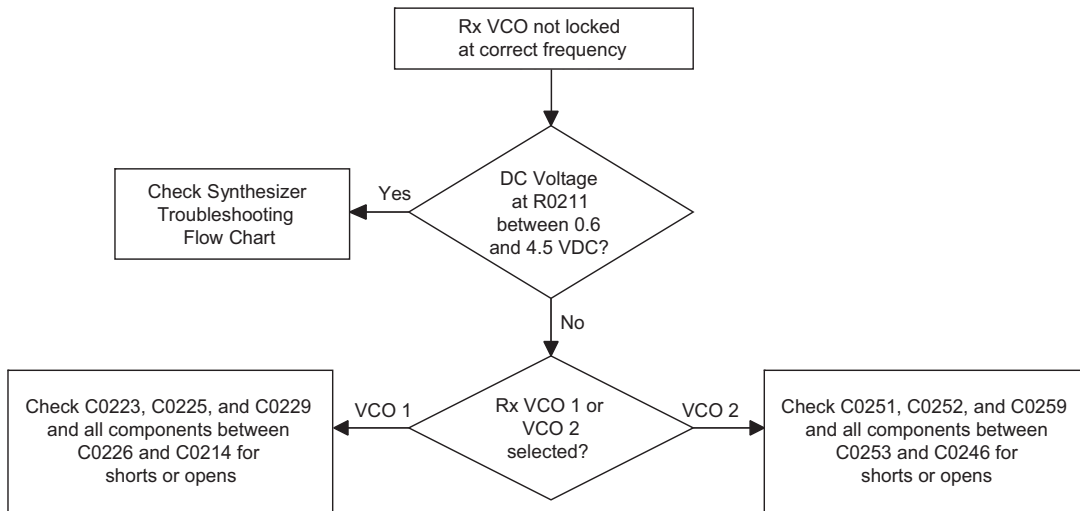 Rx VCO not locked
at correct frequency
DC Voltage
at R0211
between 0.6
and 4.5 VDC?
Yes
Check Synthesizer
Troubleshooting
Flow Chart
No
Rx VCO 1 or
VCO 2
selected?
VCO 1
Check C0223, C0225, and C0229
and all components between
C0226 and C0214 for
shorts or opens
VCO 2
Check C0251, C0252, and C0259
and all components between
C0253 and C0246 for
shorts or opens